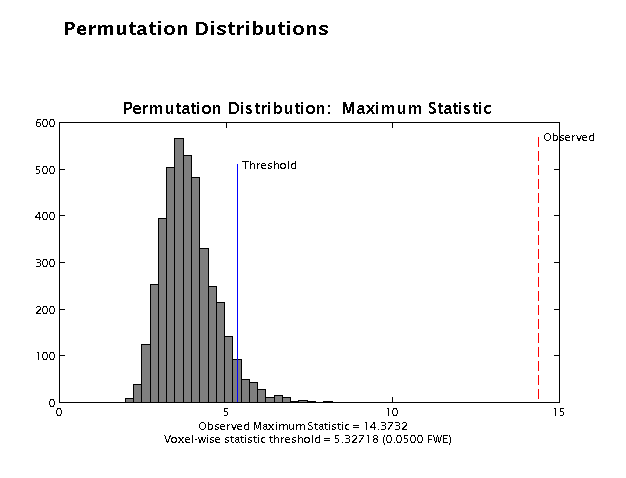 Permutation Distributions
Permutation Distribution:  Maximum Statistic
600
500
400
300
200
100
0
Threshold
Observed
0
5
10
15
Observed Maximum Statistic = 14.3732
Voxel-wise statistic threshold = 5.32718 (0.0500 FWE)